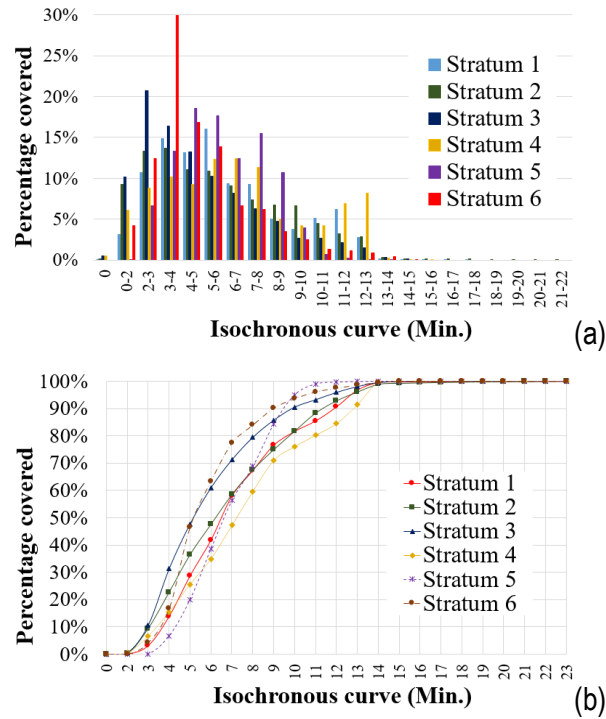 30%
25%
20%
15%
10%
5%
0%
Percentage covered
Stratum 1
Stratum 2
Stratum 3
Stratum 4
Stratum 5
Stratum 6
0 0-2 2-3 3-4 4-5 5-6 6-7 7-8 8-9 9-10 10-11 11-12 12-13 13-14 14-15 15-16 16-17 17-18 18-19 19-20 20-21 21-22
Isochronous curve (Min.)
(a)
100%
90%
80%
70%
60%
50%
40%
30%
20%
10%
0%
Percentage covered
Stratum 1
Stratum 2
Stratum 3
Stratum 4
Stratum 5
Stratum 6
0 2 3 4 5 6 7 8 9 10 11 12 13 14 15 16 17 18 19 20 21 22 23
Isochronous curve (Min.)
(b)